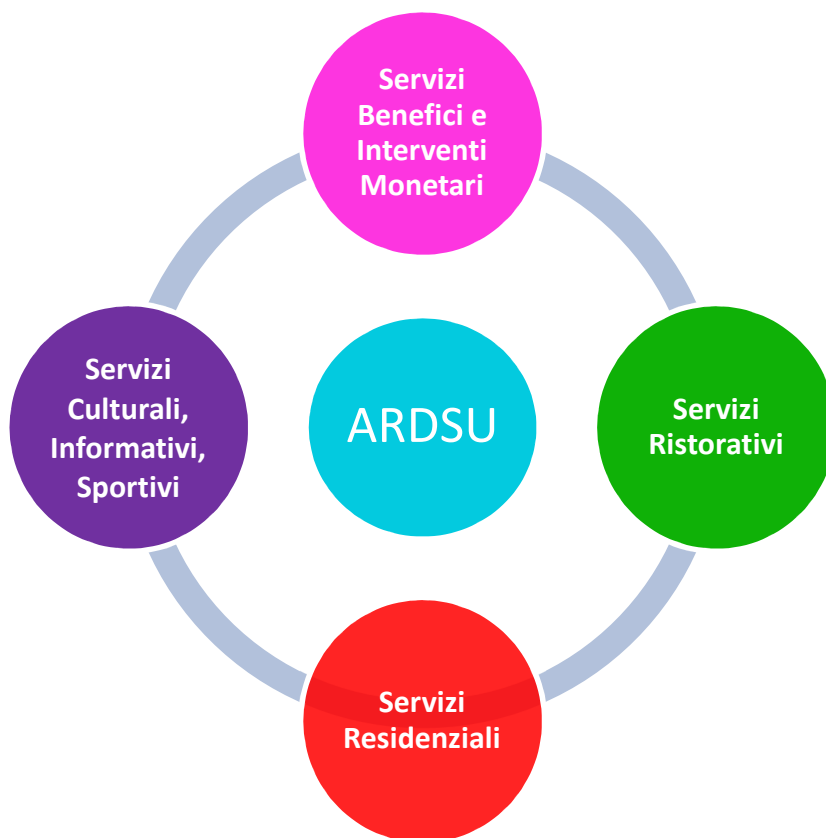 Servizi
Benefici e
Interventi
Monetari
Servizi
Culturali,
Informativi,
Sportivi
ARDSU
Servizi
Ristorativi
Servizi
Residenziali